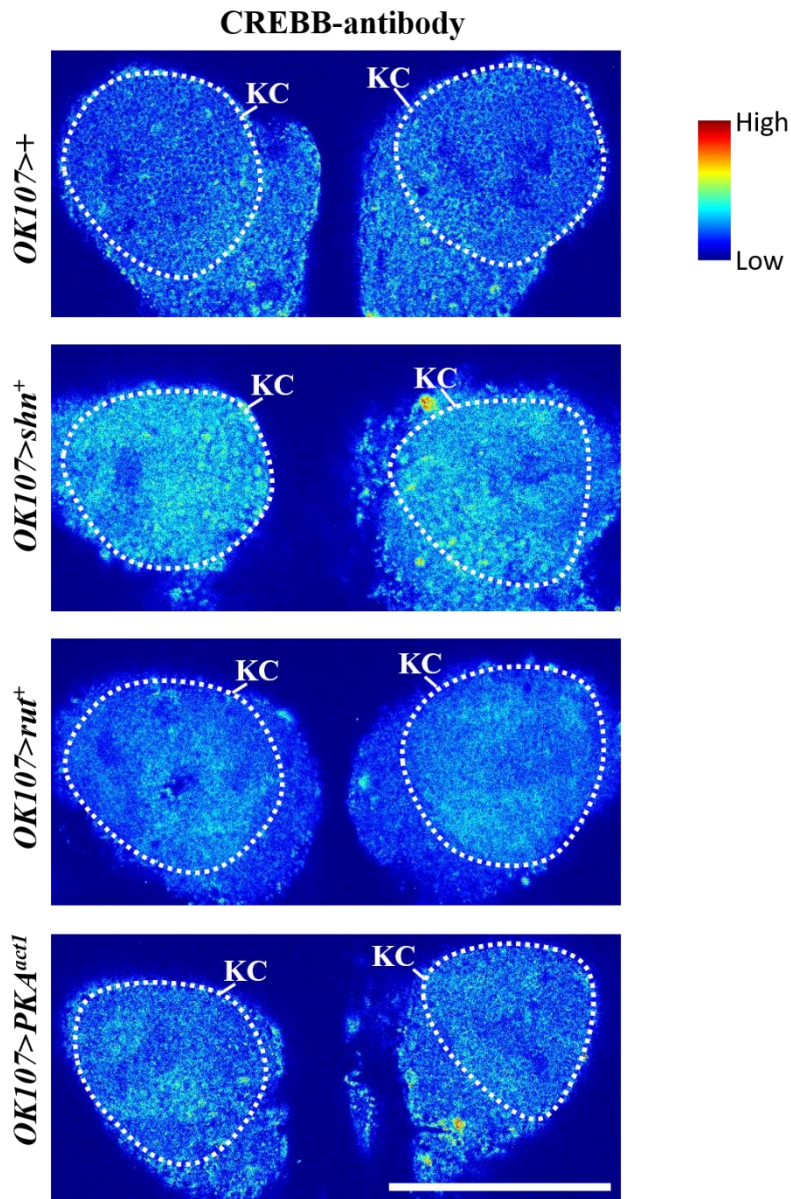 CREBB-antibody
OK107>+
KC
KC
High
Low
OK107>shn⁺
KC
KC
OK107>rut⁺
KC
KC
OK107>PKAᵃᶜᵗ¹
KC
KC